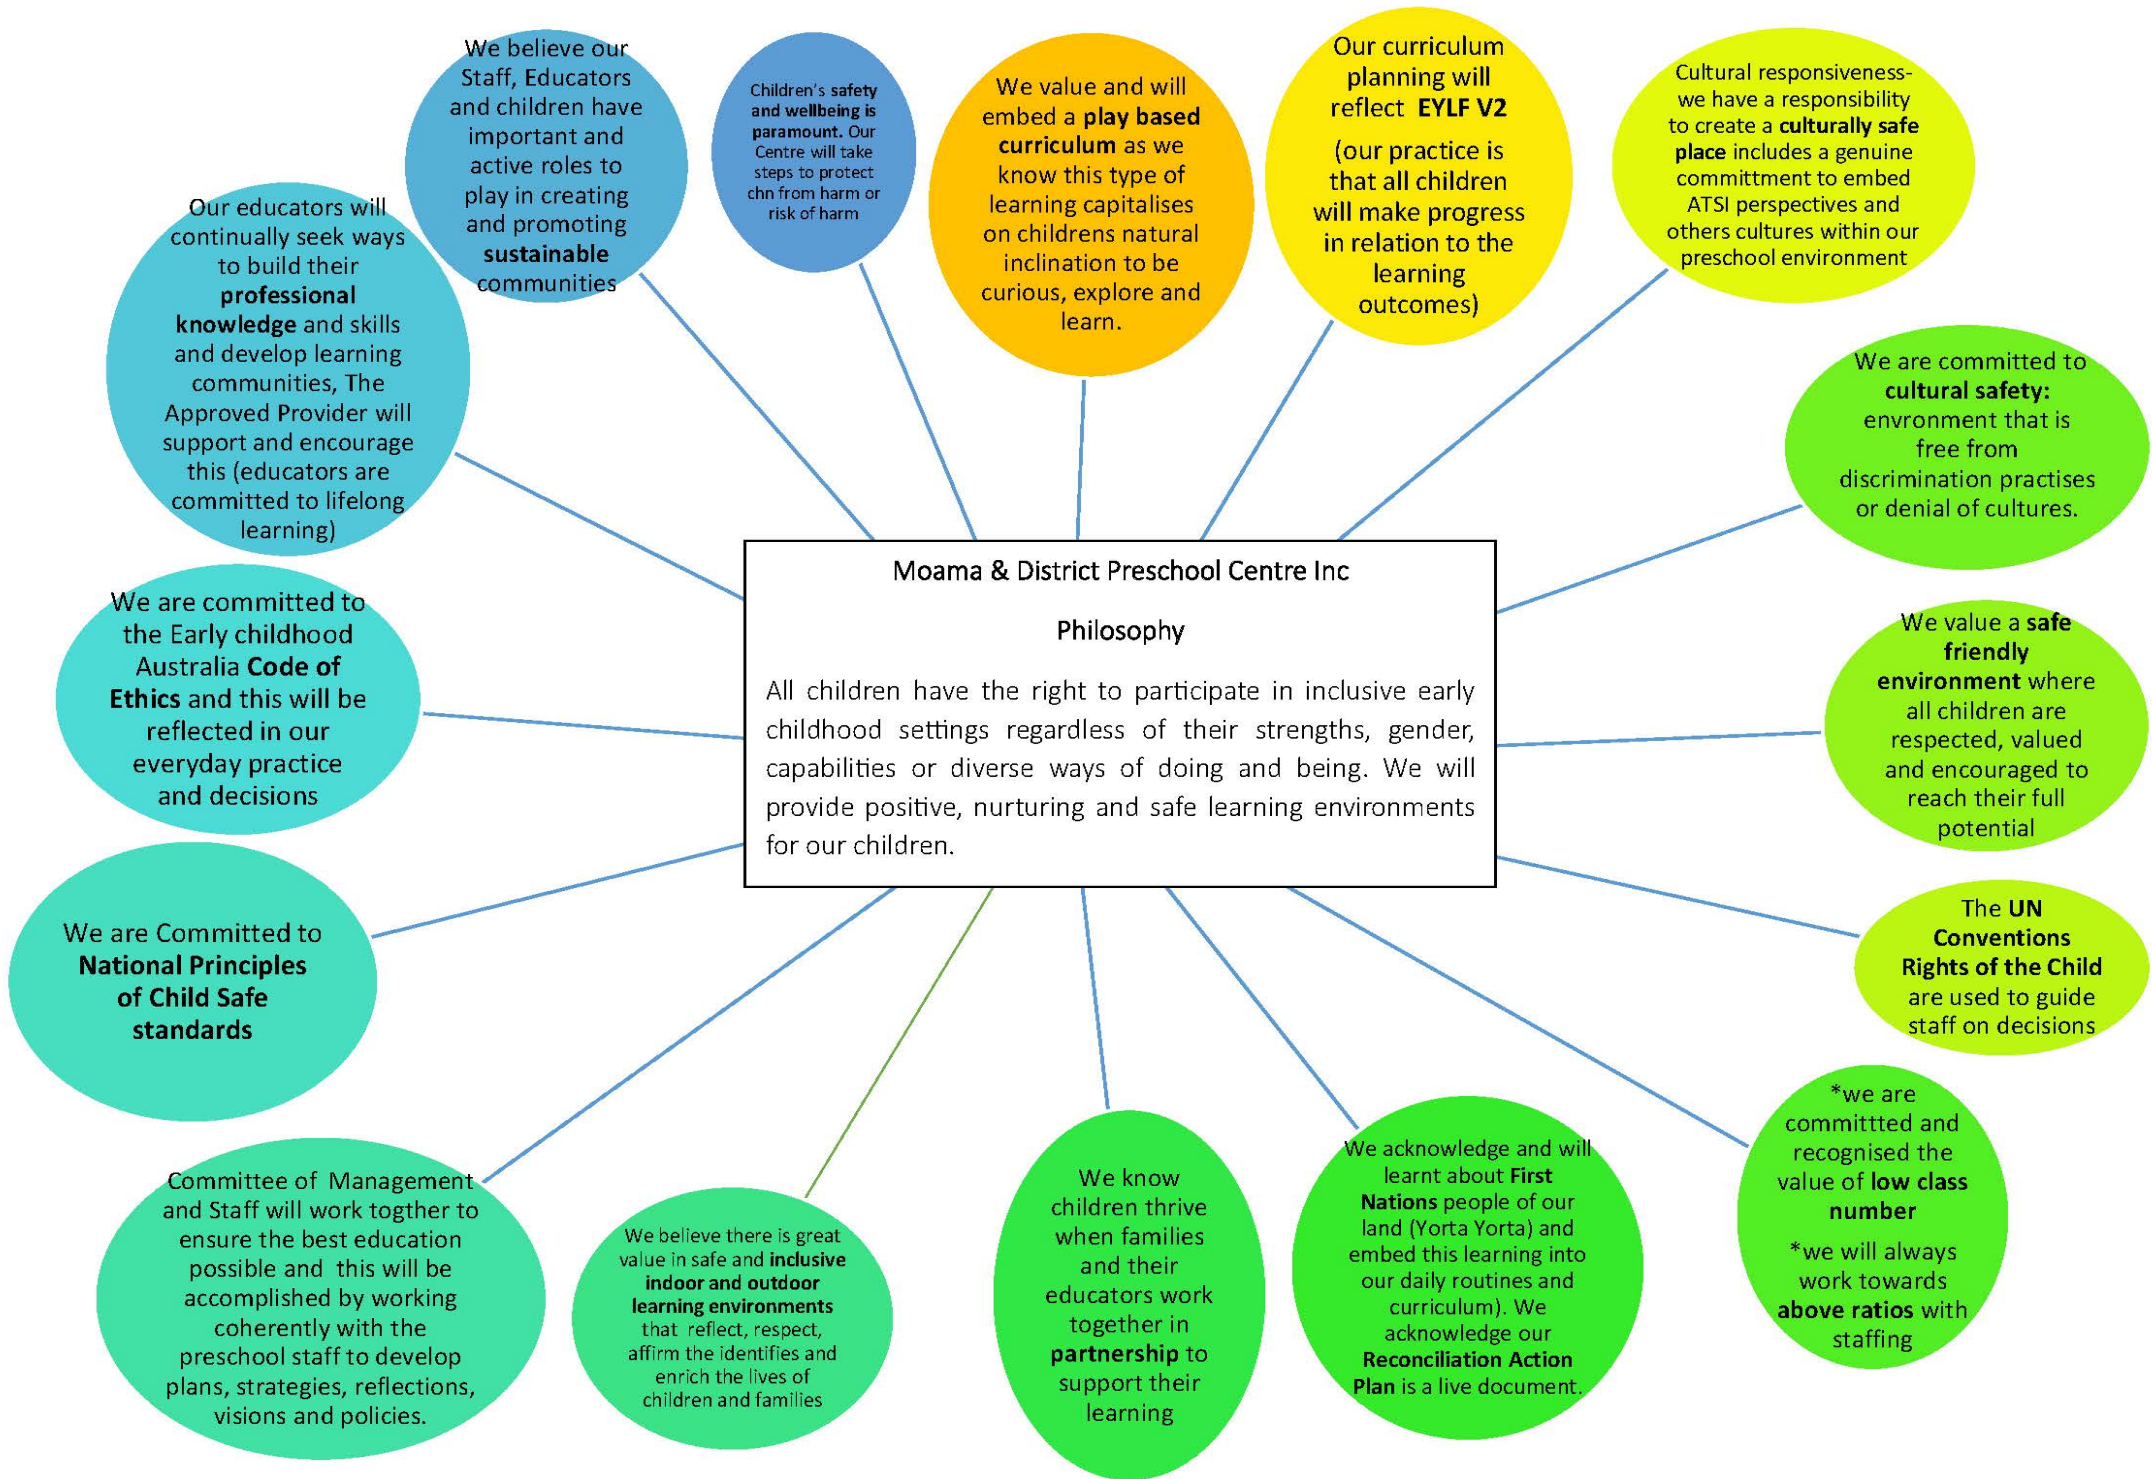 We believe our
Staff, Educators
and children have
important and
active roles to
play in creating
and promoting
sustainable
communities
Children's safety
and wellbeing is
paramount. Our
Centre will take
steps to protect
chn from harm or
risk of harm
We value and will
embed a play based
curriculum as we
know this type of
learning capitalises
on childrens natural
inclination to be
curious, explore and
learn.
Our curriculum
planning will
reflect EYLF V2
(our practice is
that all children
will make progress
in relation to the
learning
outcomes)
Cultural responsiveness-
we have a responsibility
to create a culturally safe
place includes a genuine
committment to embed
ATSI perspectives and
others cultures within our
preschool environment
Our educators will
continually seek ways
to build their
professional
knowledge and skills
and develop learning
communities, The
Approved Provider will
support and encourage
this (educators are
committed to lifelong
learning)
We are committed to
cultural safety:
envronment that is
free from
discrimination practises
or denial of cultures.
Moama & District Preschool Centre Inc
Philosophy
All children have the right to participate in inclusive early
childhood settings regardless of their strengths, gender,
capabilities or diverse ways of doing and being. We will
provide positive, nurturing and safe learning environments
for our children.
We are committed to
the Early childhood
Australia Code of
Ethics and this will be
reflected in our
everyday practice
and decisions
We value a safe
friendly
environment where
all children are
respected, valued
and encouraged to
reach their full
potential
We are Committed to
National Principles
of Child Safe
standards
The UN
Conventions
Rights of the Child
are used to guide
staff on decisions
Committee of Management
and Staff will work togther to
ensure the best education
possible and this will be
accomplished by working
coherently with the
preschool staff to develop
plans, strategies, reflections,
visions and policies.
We believe there is great
value in safe and inclusive
indoor and outdoor
learning environments
that reflect, respect,
affirm the identifies and
enrich the lives of
children and families
We know
children thrive
when families
and their
educators work
together in
partnership to
support their
learning
We acknowledge and will
learnt about First
Nations people of our
land (Yorta Yorta) and
embed this learning into
our daily routines and
curriculum). We
acknowledge our
Reconciliation Action
Plan is a live document.
*we are
committted and
recognised the
value of low class
number
*we will always
work towards
above ratios with
staffing